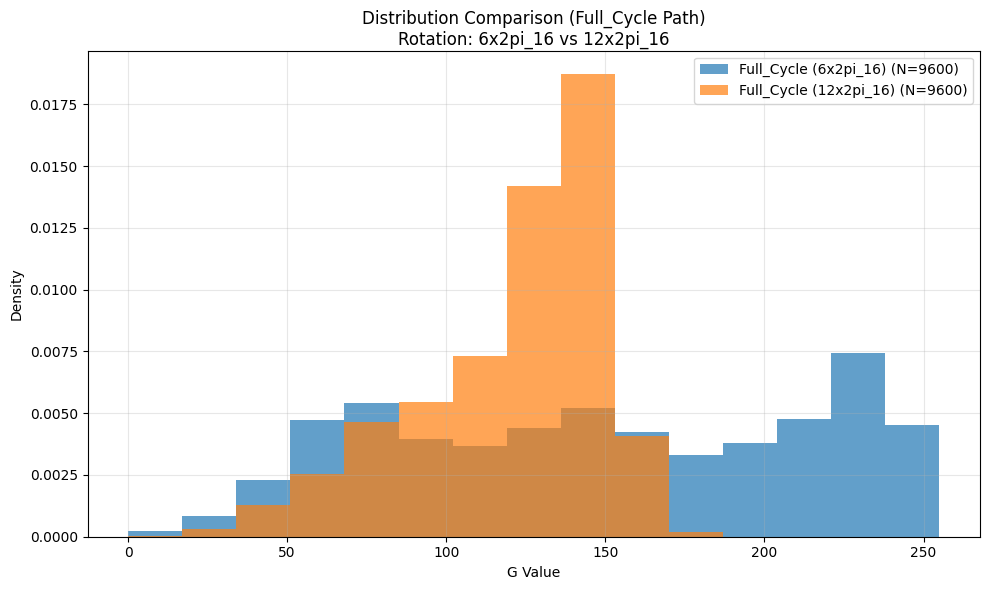 Distribution Comparison (Full_Cycle Path)
Rotation: 6x2pi_16 vs 12x2pi_16
Full_Cycle (6x2pi_16) (N=9600)
Full_Cycle (12x2pi_16) (N=9600)
Density
0.0175
0.0150
0.0125
0.0100
0.0075
0.0050
0.0025
0.0000
0 50 100 150 200 250
G Value